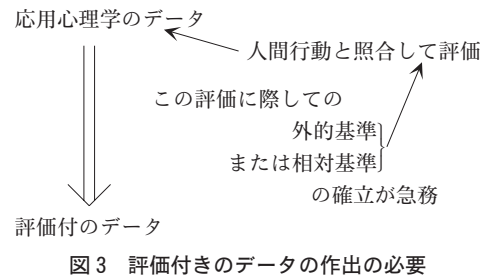 応用心理学のデータ
人間行動と照合して評価
この評価に際しての
外的基準
または相対基準
の確立が急務
評価付のデータ
図3 評価付きのデータの作出の必要